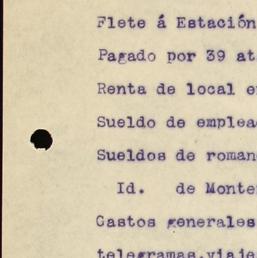 Flete á Estación
Pagado por 39 at
Renta de local e
Sueldo de emplea
Sueldos de roman
Id. de Monte
Gastos generales
telegramas,viaje